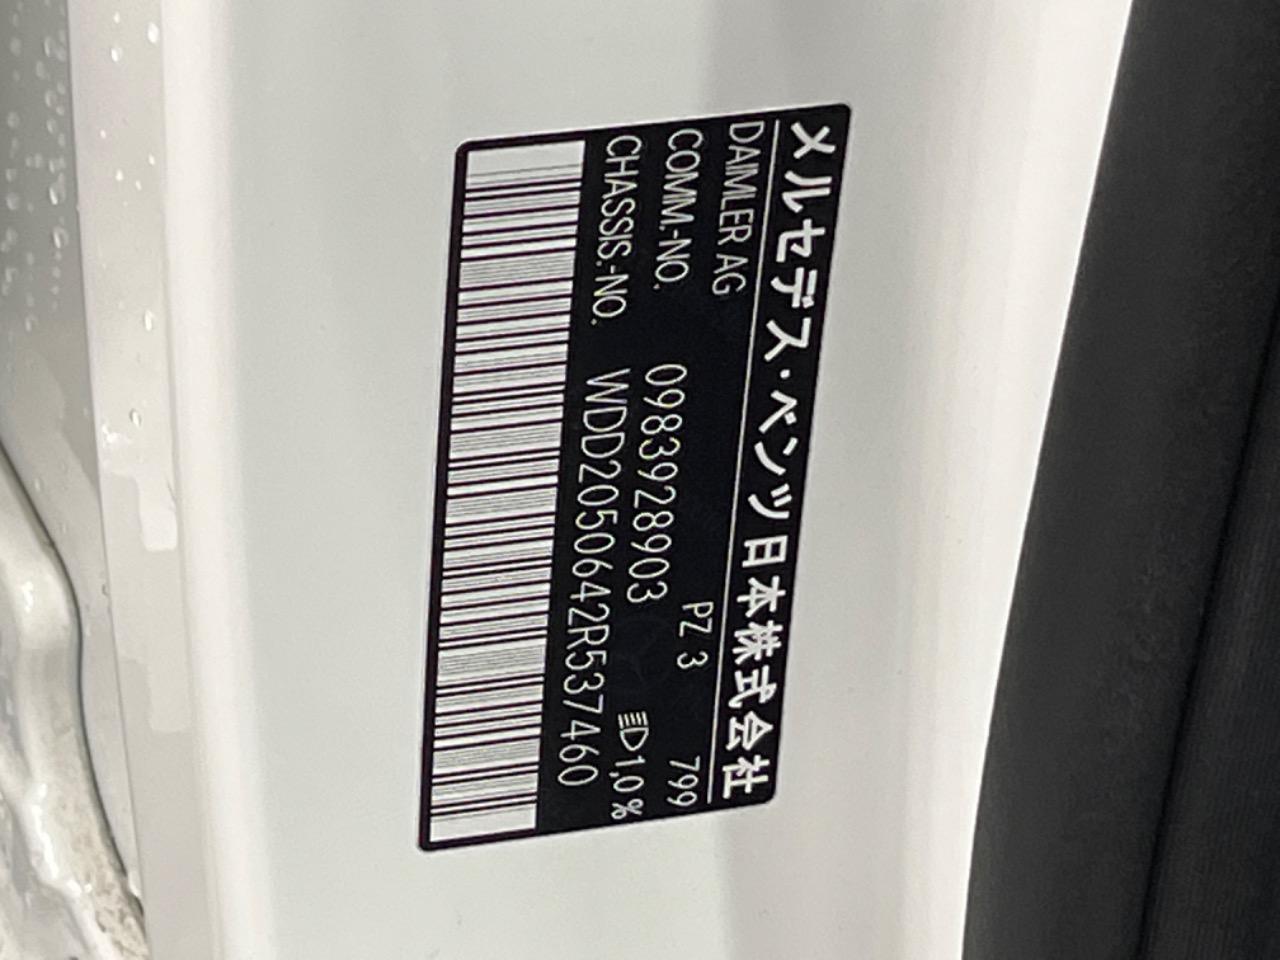 メルセデス・ベンツ日本株式会社
DAIMLER AG PZ 3 799
COMM.-NO. 0983928903 1,0 %
CHASSIS.-NO. WDD2050642R537460